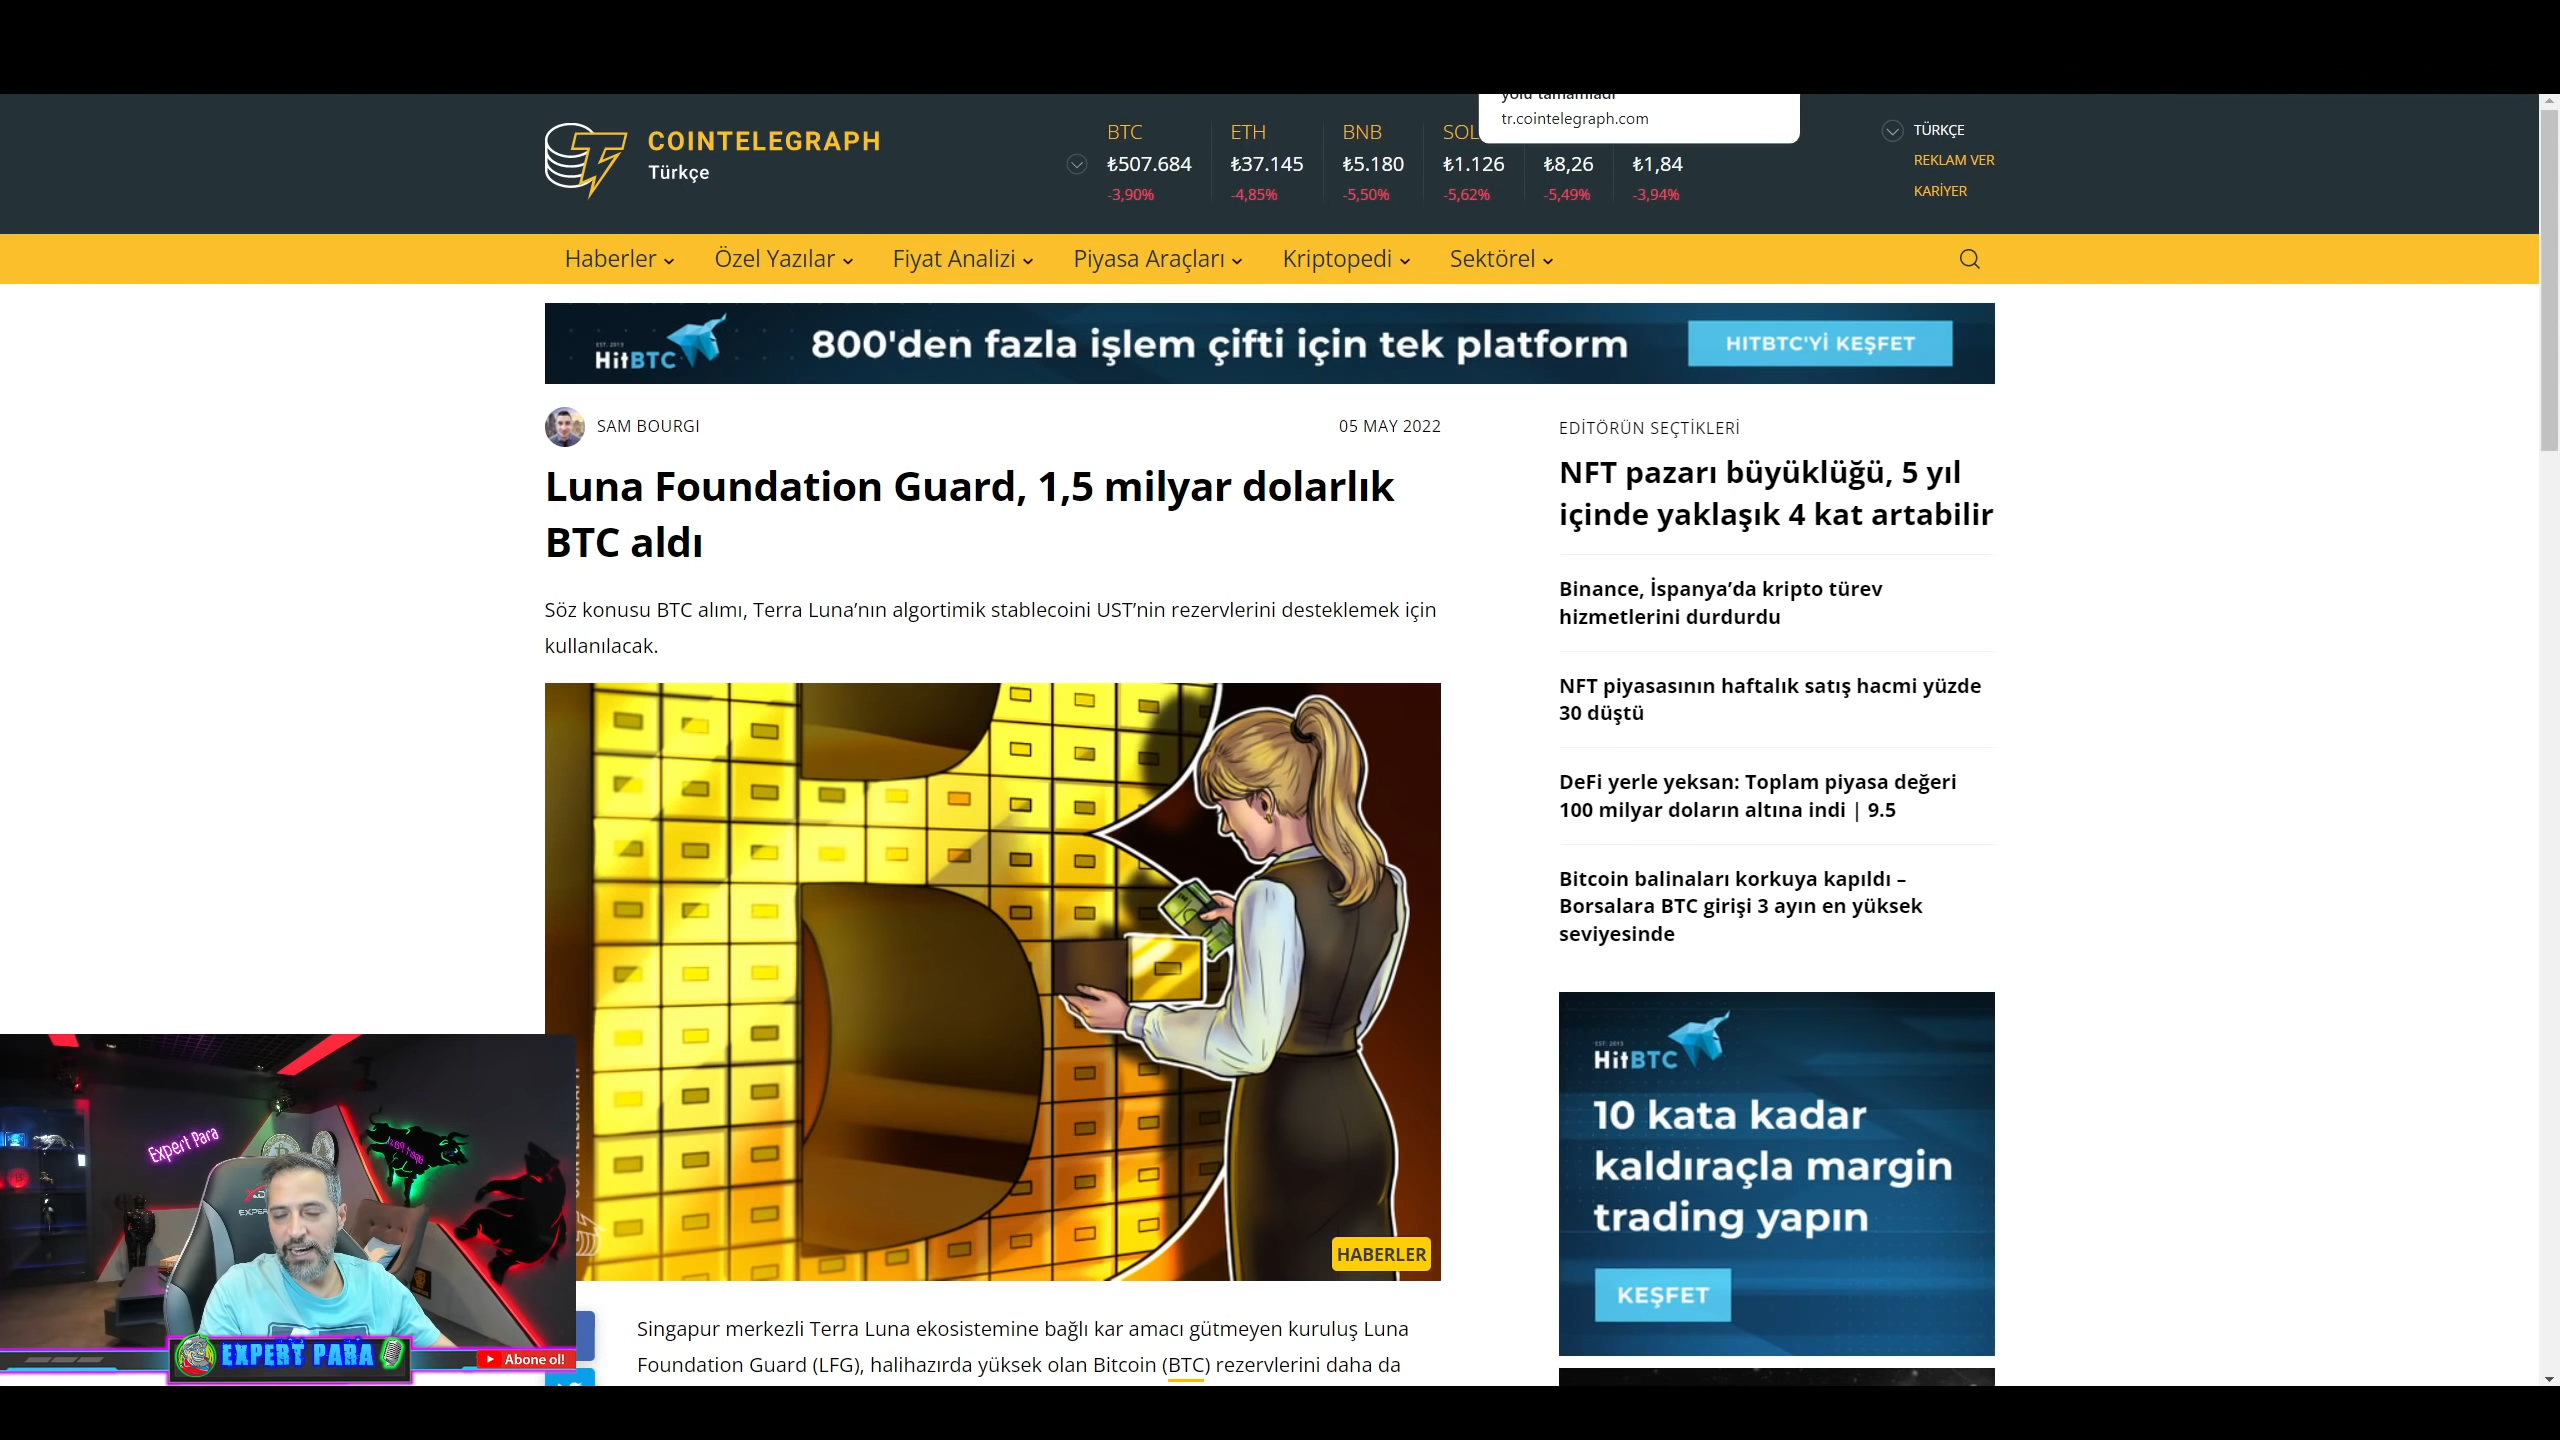 yolu tamamladı
tr.cointelegraph.com
COINTELEGRAPH
Türkçe
BTC
₺507.684
-3,90%
ETH
₺37.145
-4,85%
BNB
₺5.180
-5,50%
SOL
₺1.126
-5,62%
₺8,26
-5,49%
₺1,84
-3,94%
TÜRKÇE
REKLAM VER
KARİYER
Haberler
Özel Yazılar
Fiyat Analizi
Piyasa Araçları
Kriptopedi
Sektörel
EST. 2013
HitBTC
800'den fazla işlem çifti için tek platform
HITBTC'Yİ KEŞFET
SAM BOURGI
05 MAY 2022
Luna Foundation Guard, 1,5 milyar dolarlık
BTC aldı
Söz konusu BTC alımı, Terra Luna’nın algortimik stablecoini UST’nin rezervlerini desteklemek için
kullanılacak.
HABERLER
Singapur merkezli Terra Luna ekosistemine bağlı kar amacı gütmeyen kuruluş Luna
Foundation Guard (LFG), halihazırda yüksek olan Bitcoin (BTC) rezervlerini daha da
EDİTÖRÜN SEÇTİKLERİ
NFT pazarı büyüklüğü, 5 yıl
içinde yaklaşık 4 kat artabilir
Binance, İspanya’da kripto türev
hizmetlerini durdurdu
NFT piyasasının haftalık satış hacmi yüzde
30 düştü
DeFi yerle yeksan: Toplam piyasa değeri
100 milyar doların altına indi | 9.5
Bitcoin balinaları korkuya kapıldı –
Borsalara BTC girişi 3 ayın en yüksek
seviyesinde
EST: 2013
HitBTC
10 kata kadar
kaldıraçla margin
trading yapın
KEŞFET
Expert Para
EXPERT PARA
Abone ol!